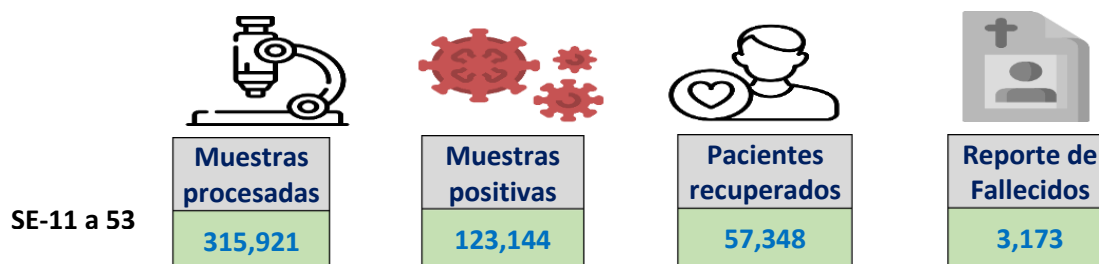 Muestras
procesadas
Muestras
positivas
Pacientes
recuperados
Reporte de
Fallecidos
SE-11 a 53
315,921
123,144
57,348
3,173